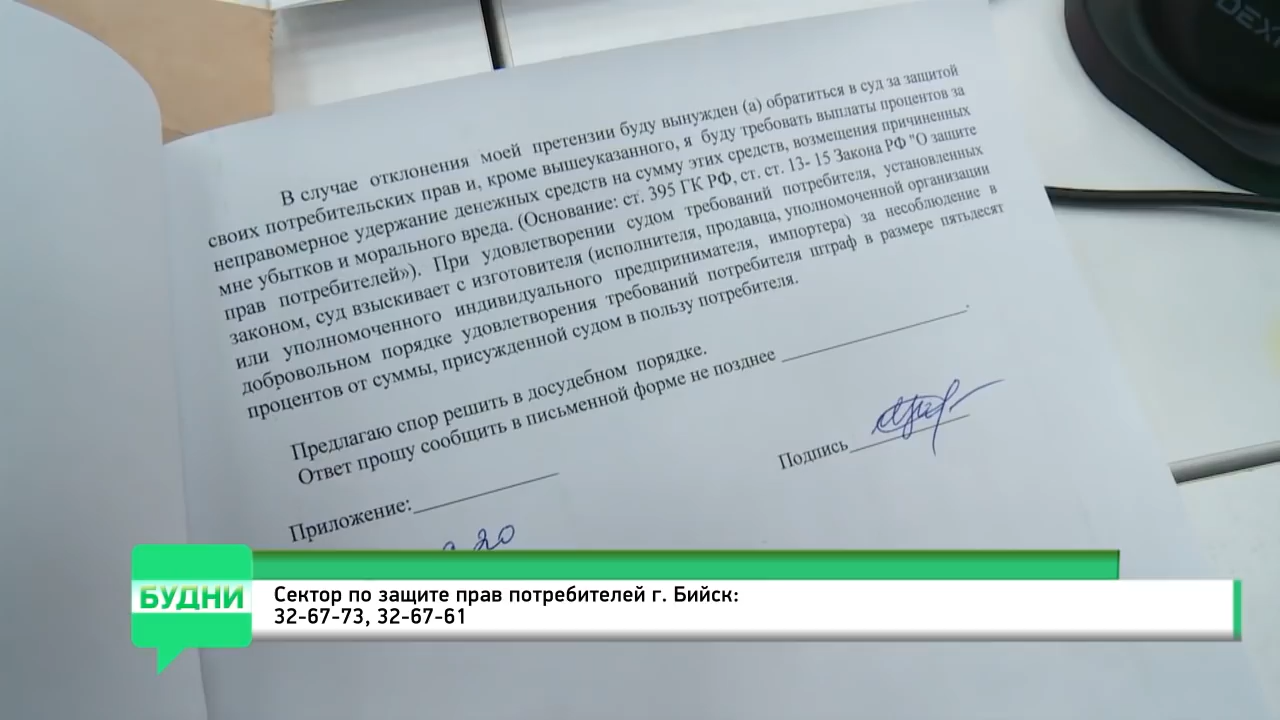 DEX
В случае отклонения моей претензии буду вынужден (а) обратиться в суд за защитой
своих потребительских прав и, кроме вышеуказанного, я буду требовать выплаты процентов за
неправомерное удержание денежных средств на сумму этих средств, возмещения причиненных
мне убытков и морального вреда. (Основание: ст. 395 ГК РФ, ст. ст. 13- 15 Закона РФ "О защите
прав потребителей»). При удовлетворении судом требований потребителя, установленных
законом, суд взыскивает с изготовителя (исполнителя, продавца, уполномоченной организации
или уполномоченного индивидуального предпринимателя, импортера) за несоблюдение в
добровольном порядке удовлетворения требований потребителя штраф в размере пятьдесят
процентов от суммы, присужденной судом в пользу потребителя.
Предлагаю спор решить в досудебном порядке.
Ответ прошу сообщить в письменной форме не позднее ____________.
Подпись
Приложение:____________
20
БУДНИ
Сектор по защите прав потребителей г. Бийск:
32-67-73, 32-67-61